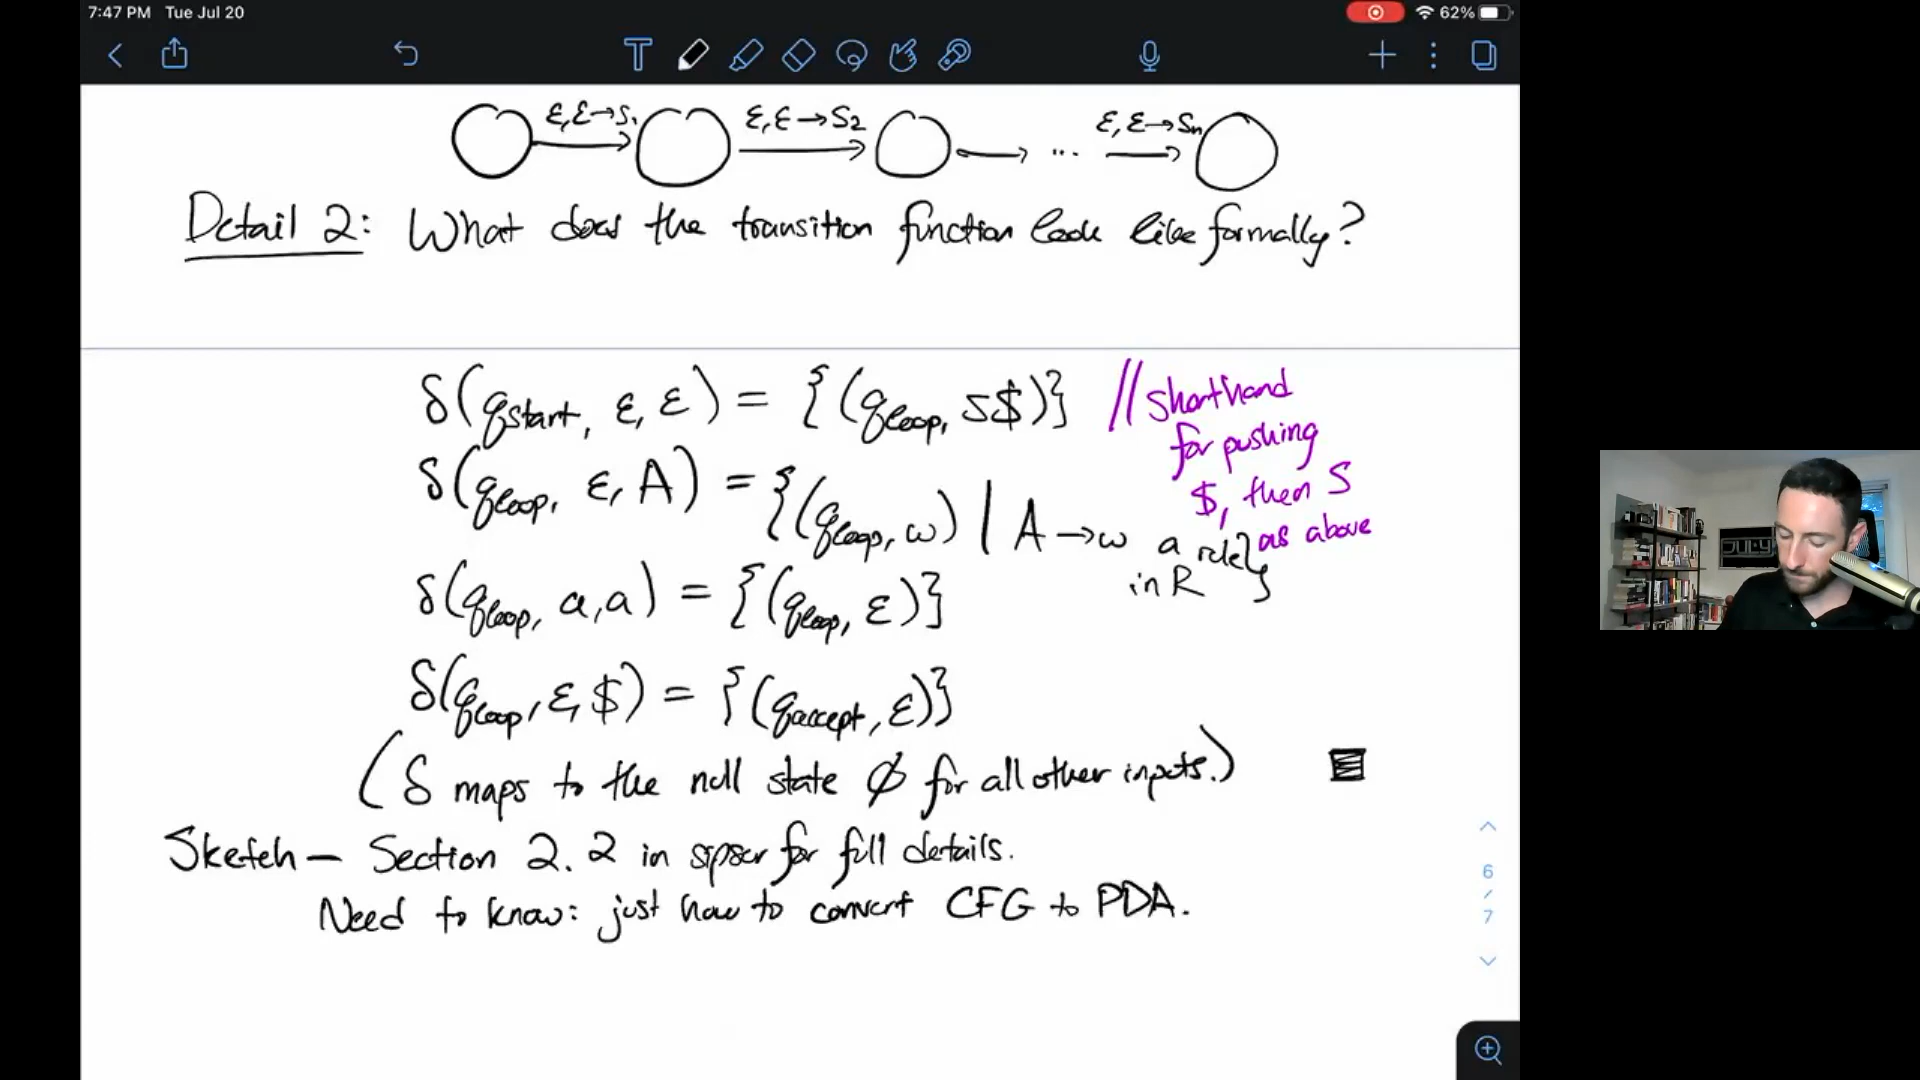 7:47 PM Tue Jul 20
62%
ε,ε→S₁ ε,ε→S2 ... ε,ε→Sn
Detail 2: What does the transition function look like formally?
δ(qstart, ε, ε) = {(qloop, S$)} // shorthand
for pushing
$, then S
as above
δ(qloop, ε, A) = {(qloop, w) | A → w a rule
in R}
δ(qloop, a, a) = {(qloop, ε)}
δ(qloop, ε, $) = {(qaccept, ε)}
(δ maps to the null state ∅ for all other inputs.)
Sketch — Section 2.2 in sipser for full details.
Need to know: just how to convert CFG to PDA.
6
/
7